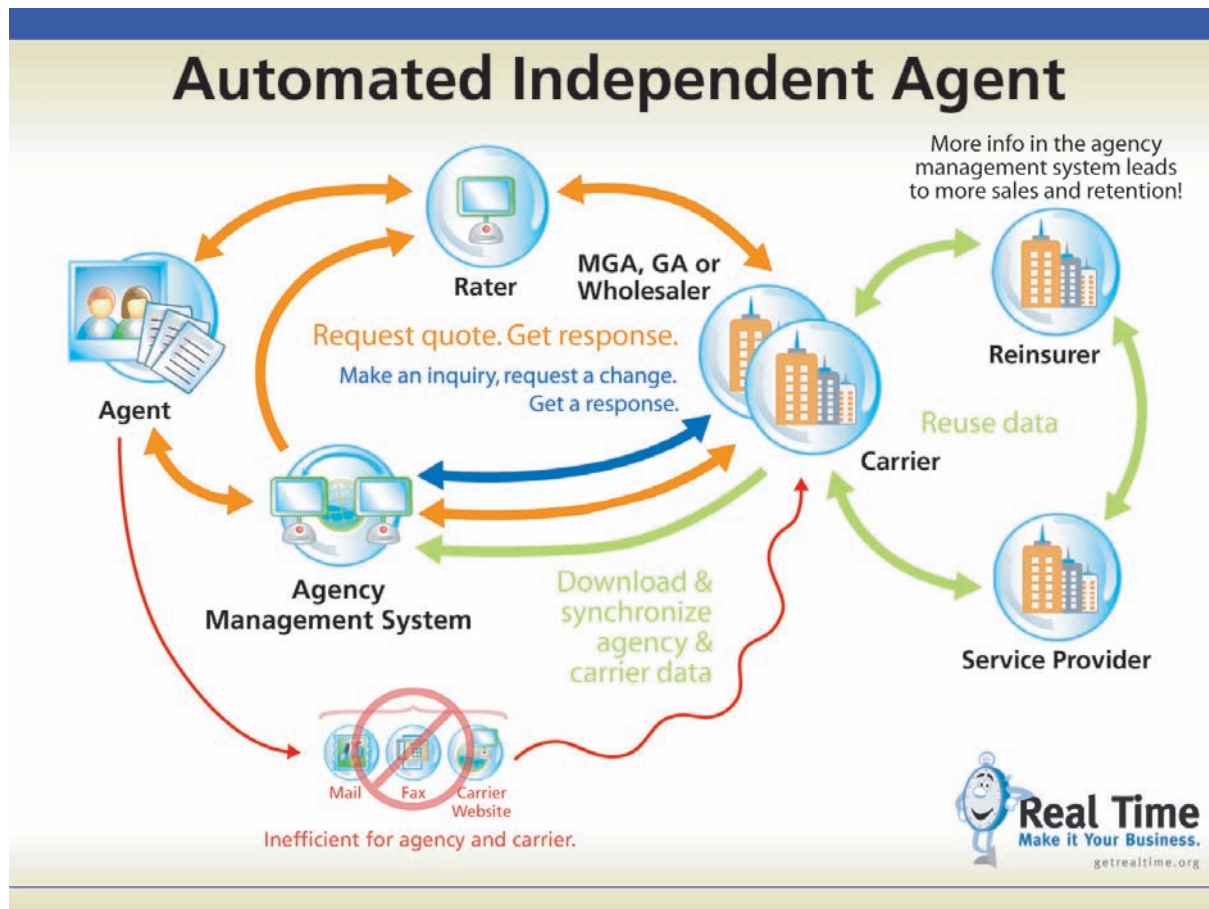 Automated Independent Agent
More info in the agency
management system leads
to more sales and retention!
Rater
MGA, GA or
Wholesaler
Request quote. Get response.
Make an inquiry, request a change.
Get a response.
Agent
Reinsurer
Reuse data
Carrier
Agency
Management System
Download &
synchronize
agency &
carrier data
Service Provider
Mail
Fax
Carrier
Website
Inefficient for agency and carrier.
Real Time
Make it Your Business.
getrealtime.org